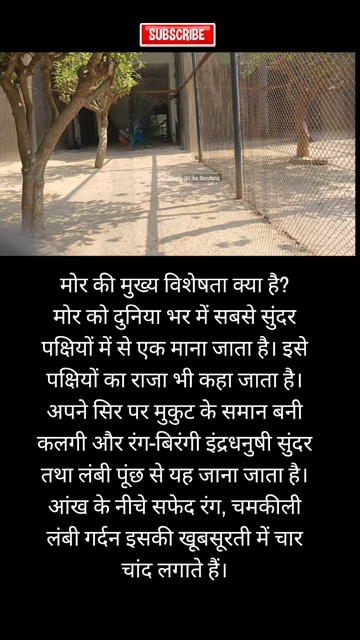 SUBSCRIBE
मोर की मुख्य विशेषता क्या है?
मोर को दुनिया भर में सबसे सुंदर
पक्षियों में से एक माना जाता है। इसे
पक्षियों का राजा भी कहा जाता है।
अपने सिर पर मुकुट के समान बनी
कलगी और रंग-बिरंगी इंद्रधनुषी सुंदर
तथा लंबी पूंछ से यह जाना जाता है।
आंख के नीचे सफेद रंग, चमकीली
लंबी गर्दन इसकी खूबसूरती में चार
चांद लगाते हैं।